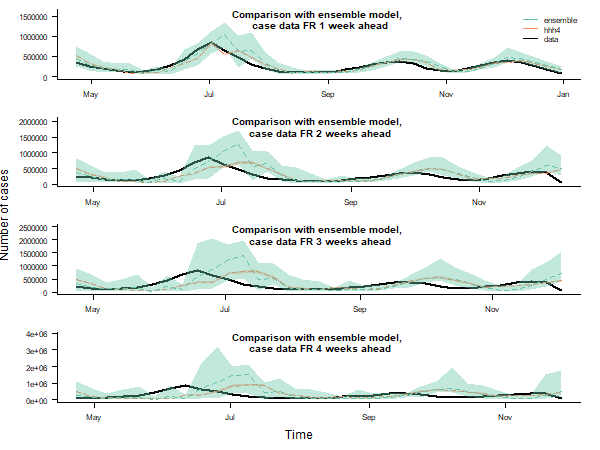 Comparison with ensemble model,
case data FR 1 week ahead
ensemble
hhh4
data
1500000
1000000
500000
0
May
Jul
Sep
Nov
Jan
Comparison with ensemble model,
case data FR 2 weeks ahead
2000000
1500000
1000000
500000
0
May
Jul
Sep
Nov
Number of cases
Comparison with ensemble model,
case data FR 3 weeks ahead
2500000
2000000
1500000
1000000
500000
0
May
Jul
Sep
Nov
Comparison with ensemble model,
case data FR 4 weeks ahead
4e+06
3e+06
2e+06
1e+06
0e+00
May
Jul
Sep
Nov
Time